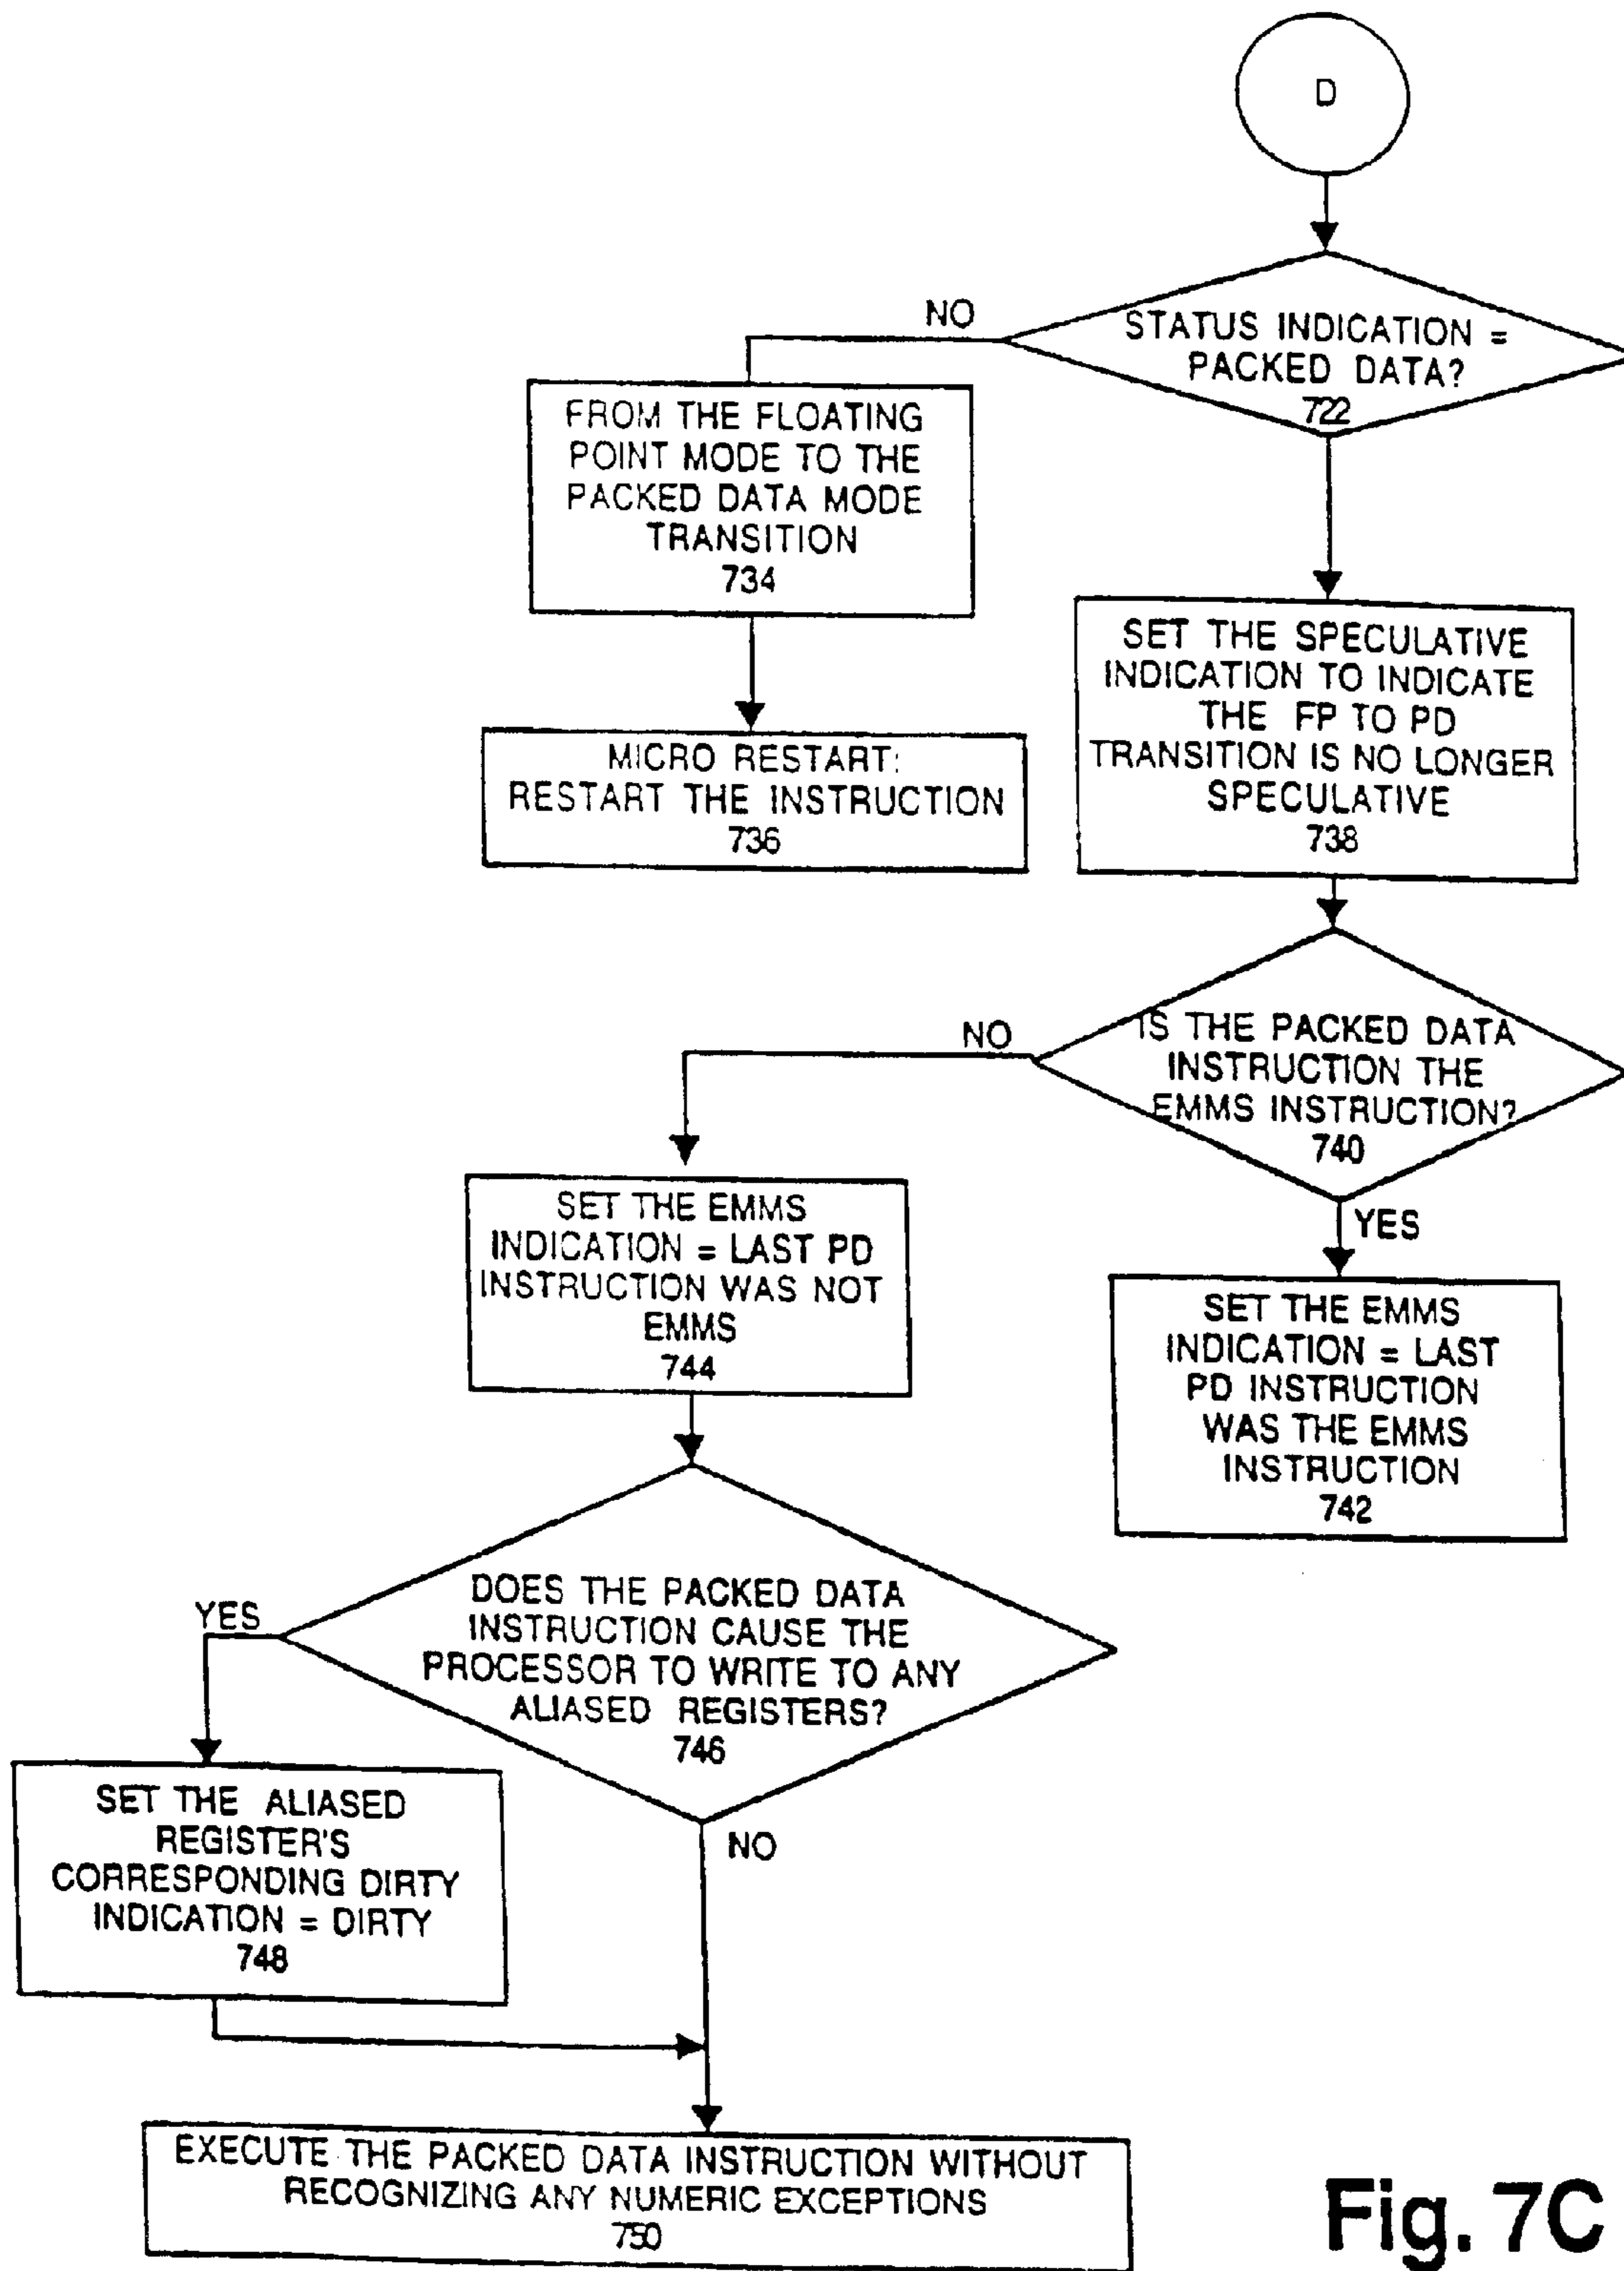 D
NO
STATUS INDICATION =
PACKED DATA?
722
FROM THE FLOATING
POINT MODE TO THE
PACKED DATA MODE
TRANSITION
734
MICRO RESTART:
RESTART THE INSTRUCTION
736
SET THE SPECULATIVE
INDICATION TO INDICATE
THE FP TO PD
TRANSITION IS NO LONGER
SPECULATIVE
738
NO
IS THE PACKED DATA
INSTRUCTION THE
EMMS INSTRUCTION?
740
YES
SET THE EMMS
INDICATION = LAST PD
INSTRUCTION WAS NOT
EMMS
744
SET THE EMMS
INDICATION = LAST
PD INSTRUCTION
WAS THE EMMS
INSTRUCTION
742
YES
DOES THE PACKED DATA
INSTRUCTION CAUSE THE
PROCESSOR TO WRITE TO ANY
ALIASED REGISTERS?
746
NO
SET THE ALIASED
REGISTER'S
CORRESPONDING DIRTY
INDICATION = DIRTY
748
EXECUTE THE PACKED DATA INSTRUCTION WITHOUT
RECOGNIZING ANY NUMERIC EXCEPTIONS
750
Fig. 7C